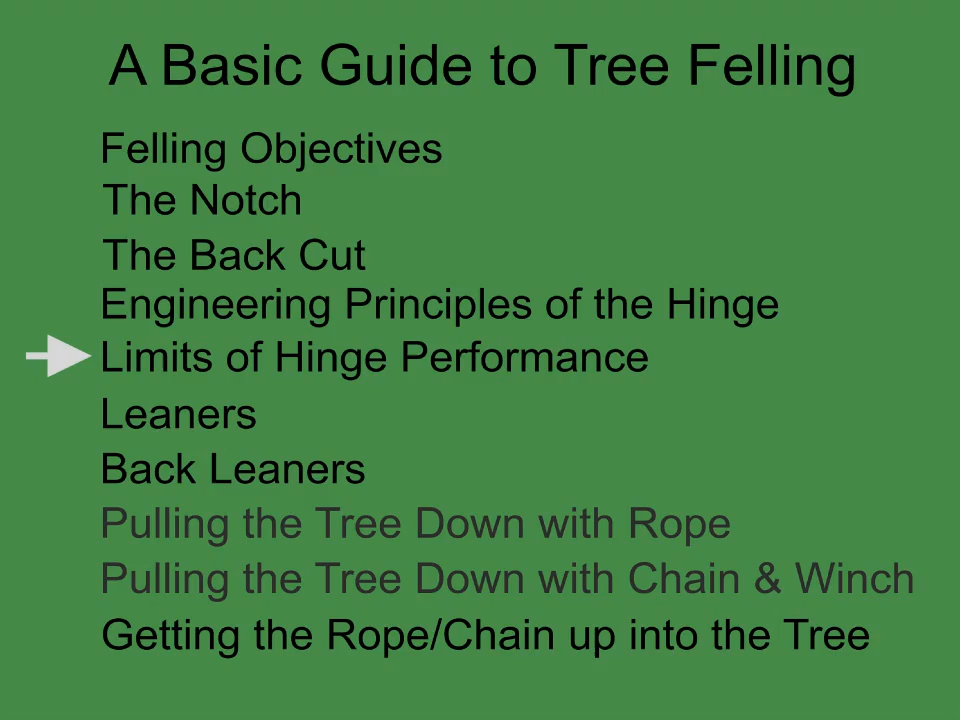 A Basic Guide to Tree Felling
Felling Objectives
The Notch
The Back Cut
Engineering Principles of the Hinge
Limits of Hinge Performance
Leaners
Back Leaners
Pulling the Tree Down with Rope
Pulling the Tree Down with Chain & Winch
Getting the Rope/Chain up into the Tree